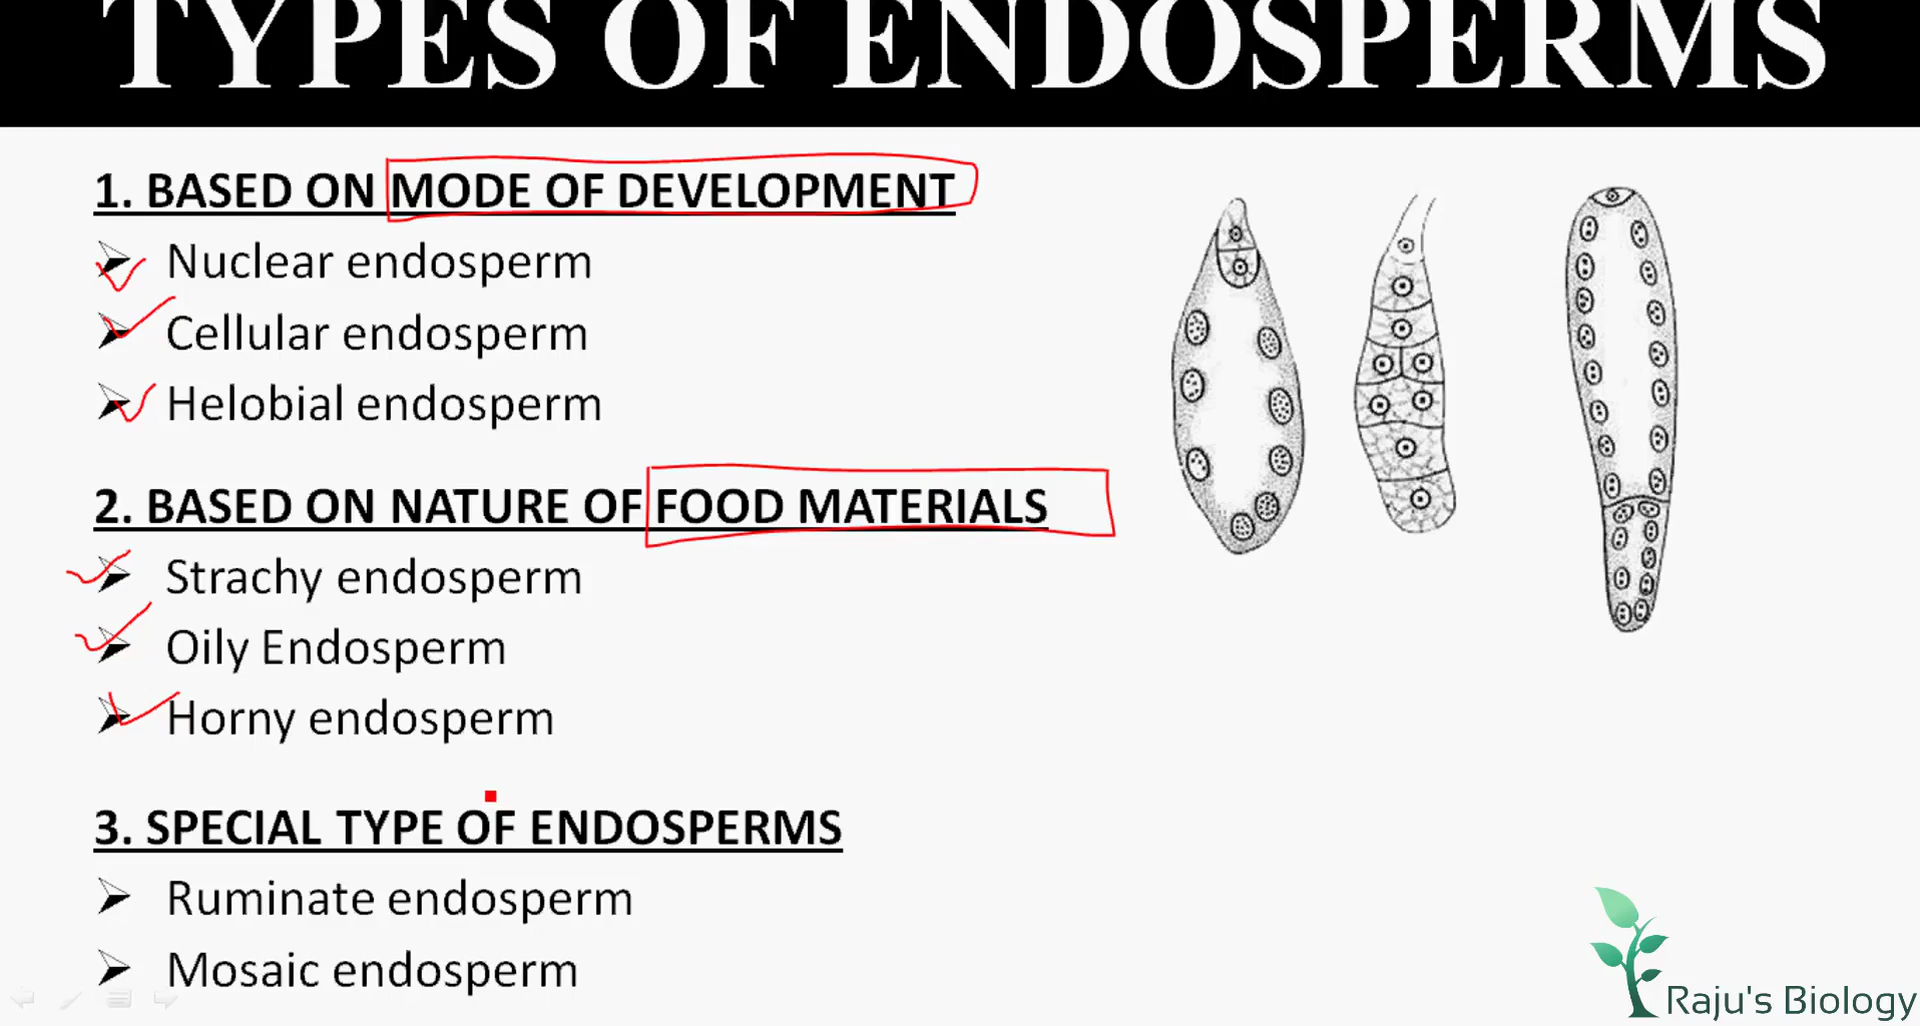 TYPES OF ENDOSPERMS
1. BASED ON MODE OF DEVELOPMENT
Nuclear endosperm
Cellular endosperm
Helobial endosperm
2. BASED ON NATURE OF FOOD MATERIALS
Strachy endosperm
Oily Endosperm
Horny endosperm
3. SPECIAL TYPE OF ENDOSPERMS
Ruminate endosperm
Mosaic endosperm
Raju's Biology